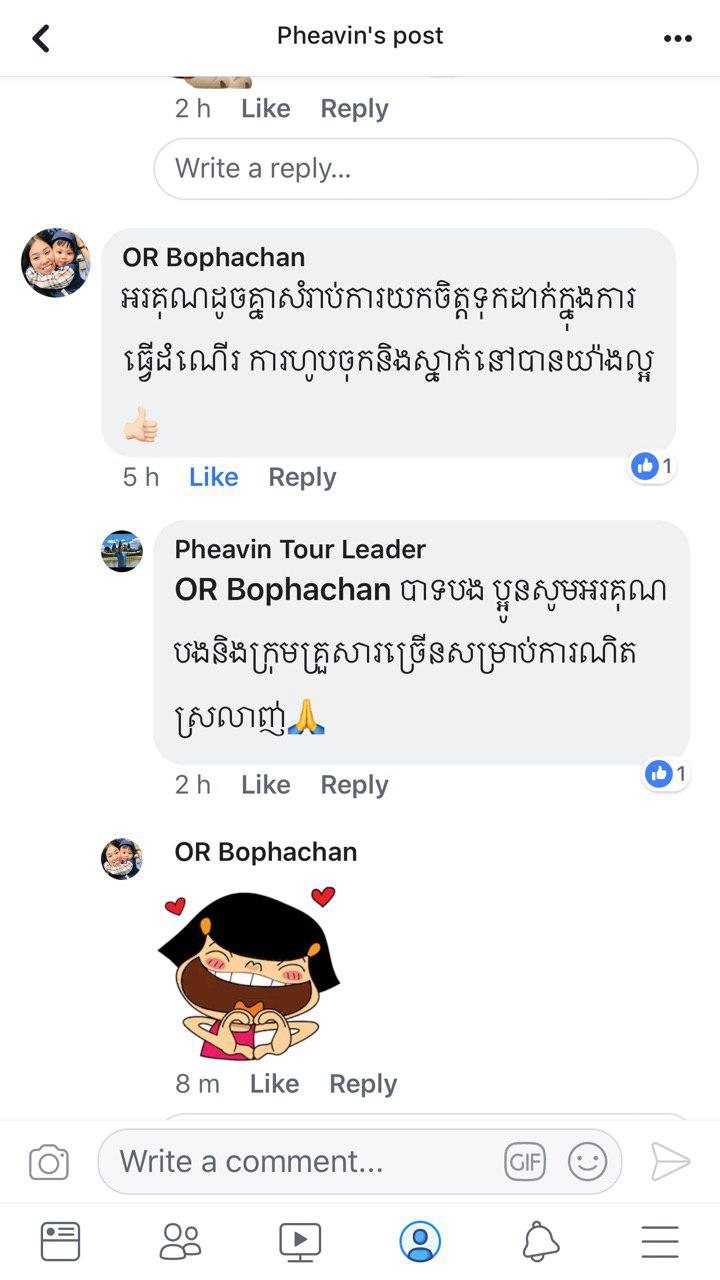 Pheavin's post
2 h Like Reply
Write a reply...
OR Bophachan
អរគុណដូចគ្នាសំរាប់ការយកចិត្តទុកដាក់ក្នុងការ
ធ្វើដំណើរ ការហូបចុកនិងស្នាក់នៅបានយ៉ាងល្អ
👍🏻
5 h Like Reply 1
Pheavin Tour Leader
OR Bophachan បាទបង ប្អូនសូមអរគុណ
បងនិងក្រុមគ្រួសារច្រើនសម្រាប់ការណិត
ស្រលាញ់🙏
2 h Like Reply 1
OR Bophachan
8 m Like Reply
Write a comment...
GIF